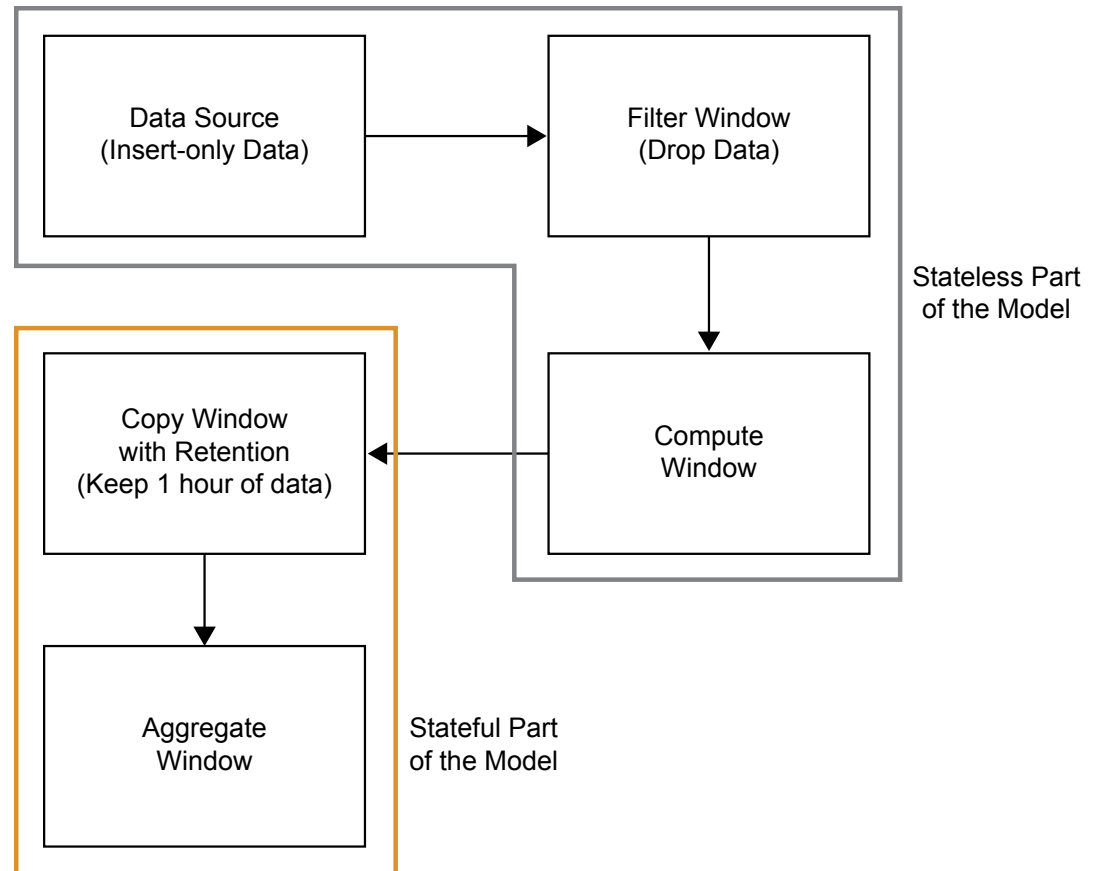 Data Source
(Insert-only Data)
Filter Window
(Drop Data)
Stateless Part
of the Model
Copy Window
with Retention
(Keep 1 hour of data)
Compute
Window
Aggregate
Window
Stateful Part
of the Model